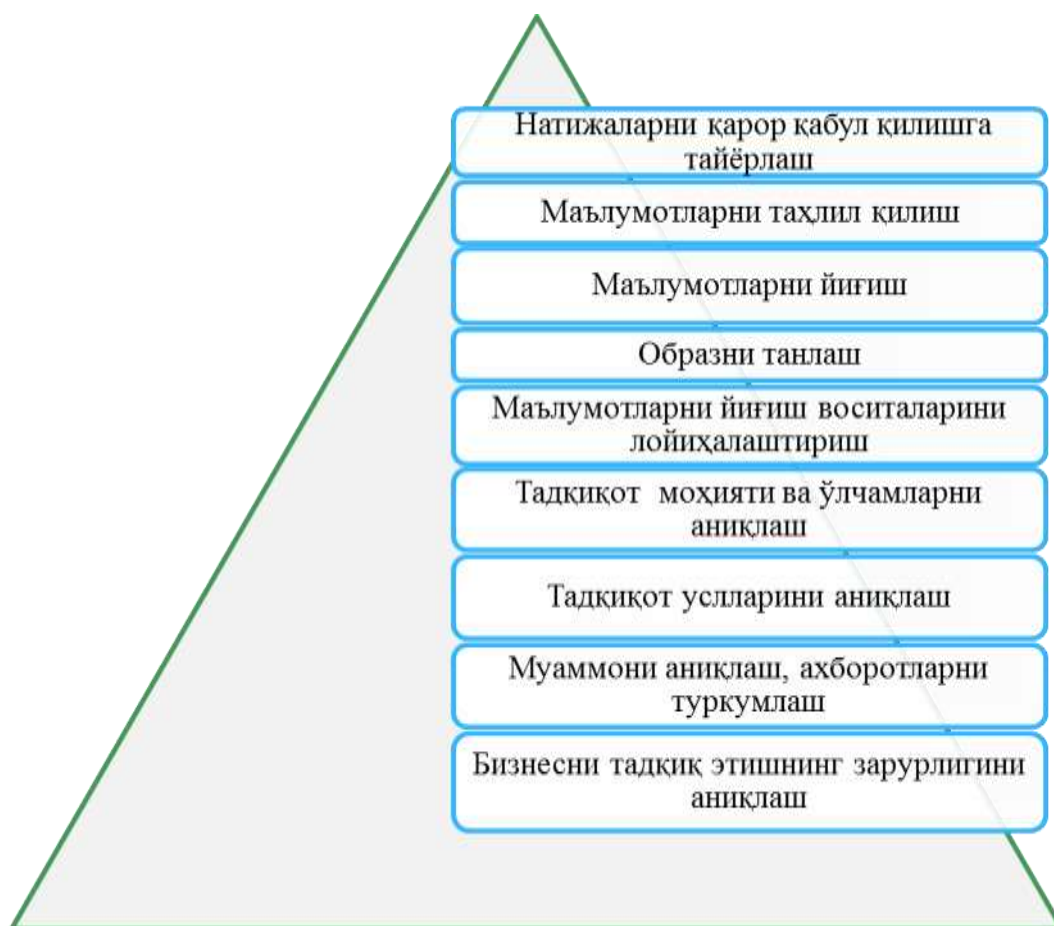 Натижаларни қарор қабул қилишга
тайёрлаш
Маълумотларни таҳлил қилиш
Маълумотларни йиғиш
Образни танлаш
Маълумотларни йиғиш воситаларини
лойиҳалаштириш
Тадқиқот моҳияти ва ўлчамларни
аниқлаш
Тадқиқот услларини аниқлаш
Муаммони аниқлаш, ахборотларни
туркумлаш
Бизнесни тадқиқ этишнинг зарурлигини
аниқлаш